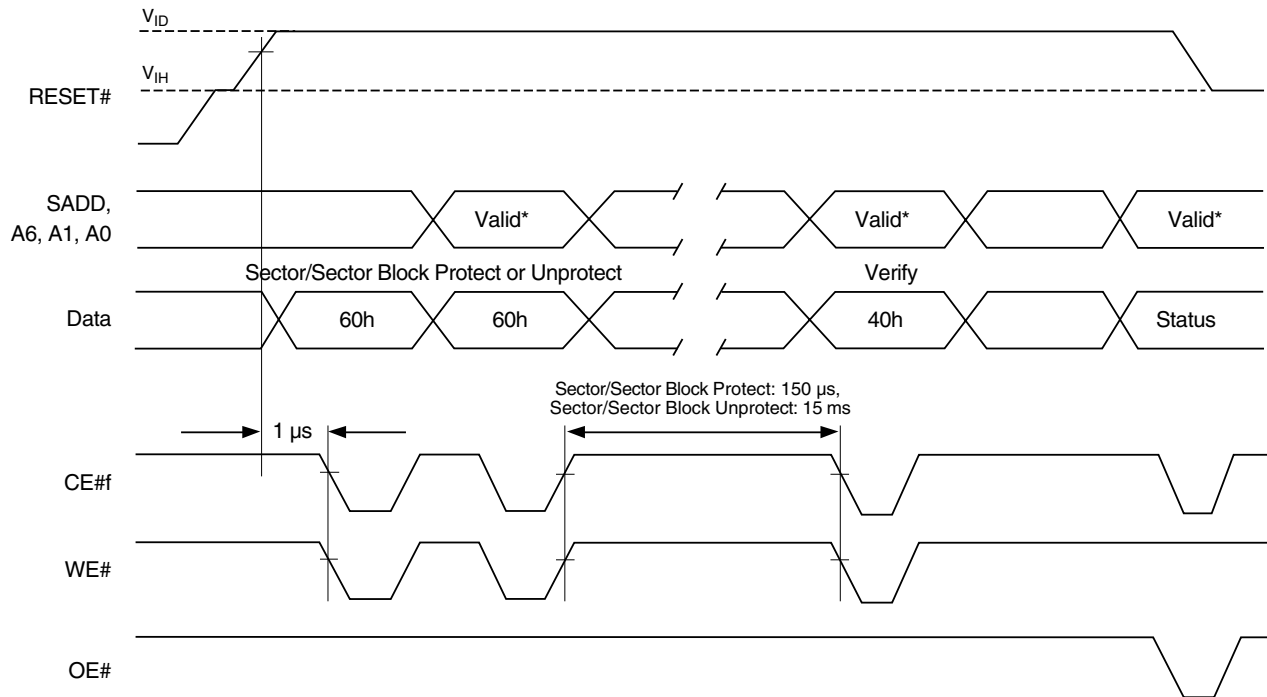 VID
VIH
RESET#
SADD,
A6, A1, A0
Valid*
Valid*
Valid*
Sector/Sector Block Protect or Unprotect
Verify
Data
60h
60h
40h
Status
Sector/Sector Block Protect: 150 µs,
Sector/Sector Block Unprotect: 15 ms
1 µs
CE#f
WE#
OE#